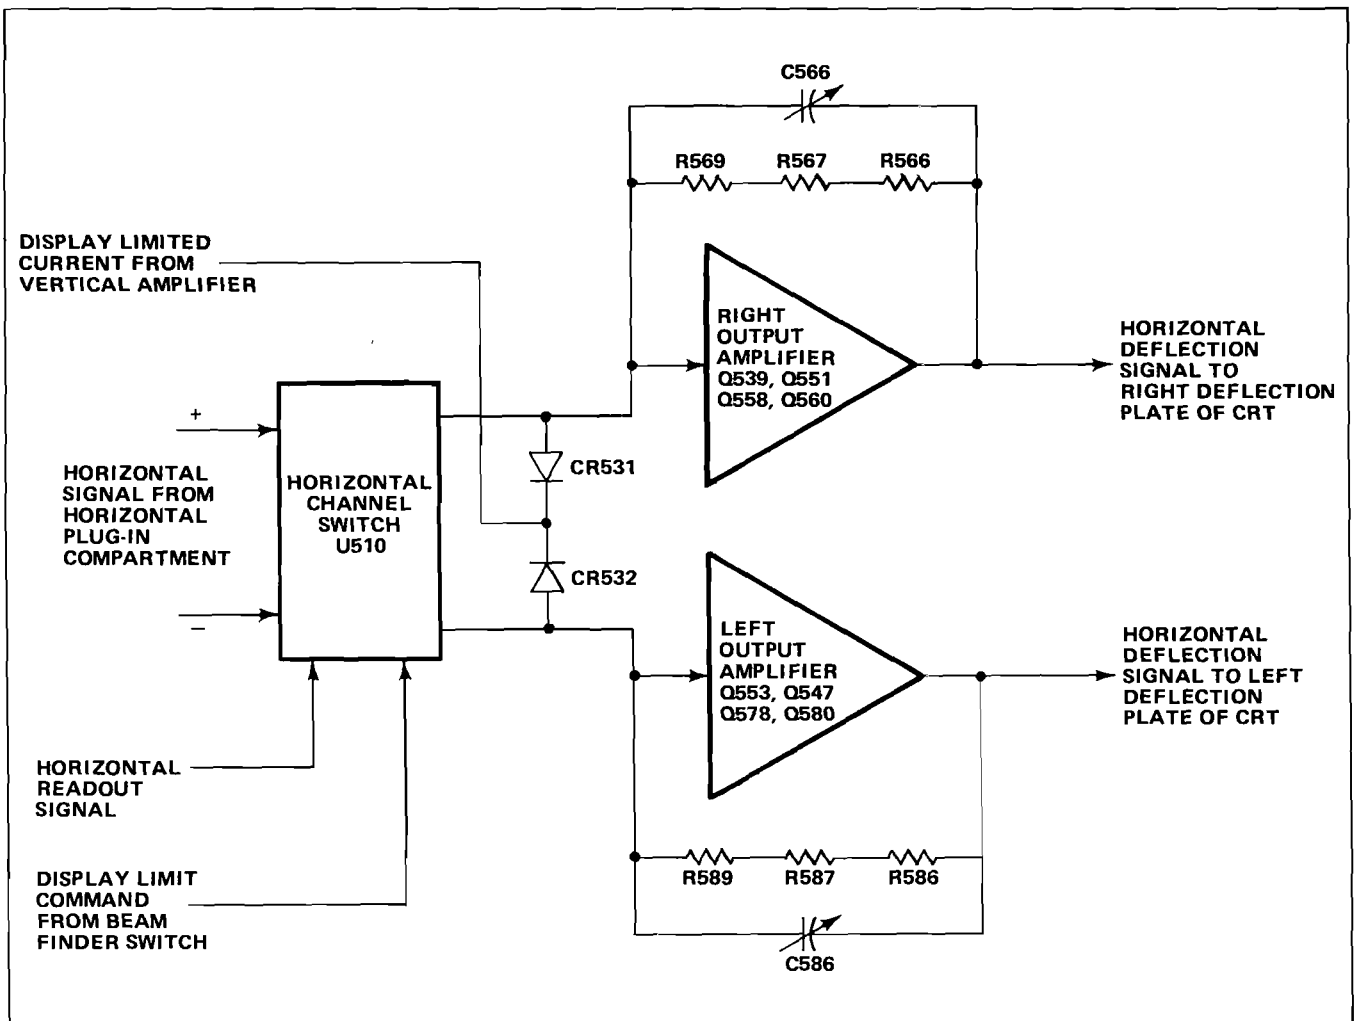 C566
R569 R567 R566
DISPLAY LIMITED
CURRENT FROM
VERTICAL AMPLIFIER
RIGHT
OUTPUT
AMPLIFIER
Q539, Q551
Q558, Q560
HORIZONTAL
DEFLECTION
SIGNAL TO
RIGHT DEFLECTION
PLATE OF CRT
+
HORIZONTAL
SIGNAL FROM
HORIZONTAL
PLUG-IN
COMPARTMENT
−
HORIZONTAL
CHANNEL
SWITCH
U510
CR531
CR532
LEFT
OUTPUT
AMPLIFIER
Q553, Q547
Q578, Q580
HORIZONTAL
DEFLECTION
SIGNAL TO LEFT
DEFLECTION
PLATE OF CRT
HORIZONTAL
READOUT
SIGNAL
DISPLAY LIMIT
COMMAND
FROM BEAM
FINDER SWITCH
R589 R587 R586
C586